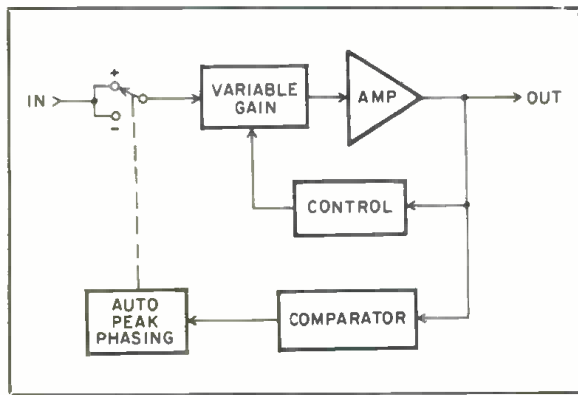 +
IN
-
VARIABLE
GAIN
AMP
OUT
CONTROL
AUTO
PEAK
PHASING
COMPARATOR